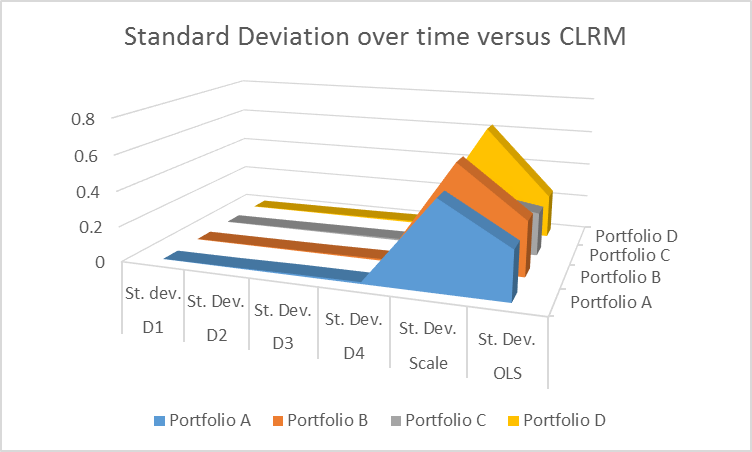 Standard Deviation over time versus CLRM
0.8
0.6
0.4
0.2
0
St. dev.
D1
St. Dev.
D2
St. Dev.
D3
St. Dev.
D4
St. Dev.
Scale
St. Dev.
OLS
Portfolio D
Portfolio C
Portfolio B
Portfolio A
Portfolio A Portfolio B Portfolio C Portfolio D